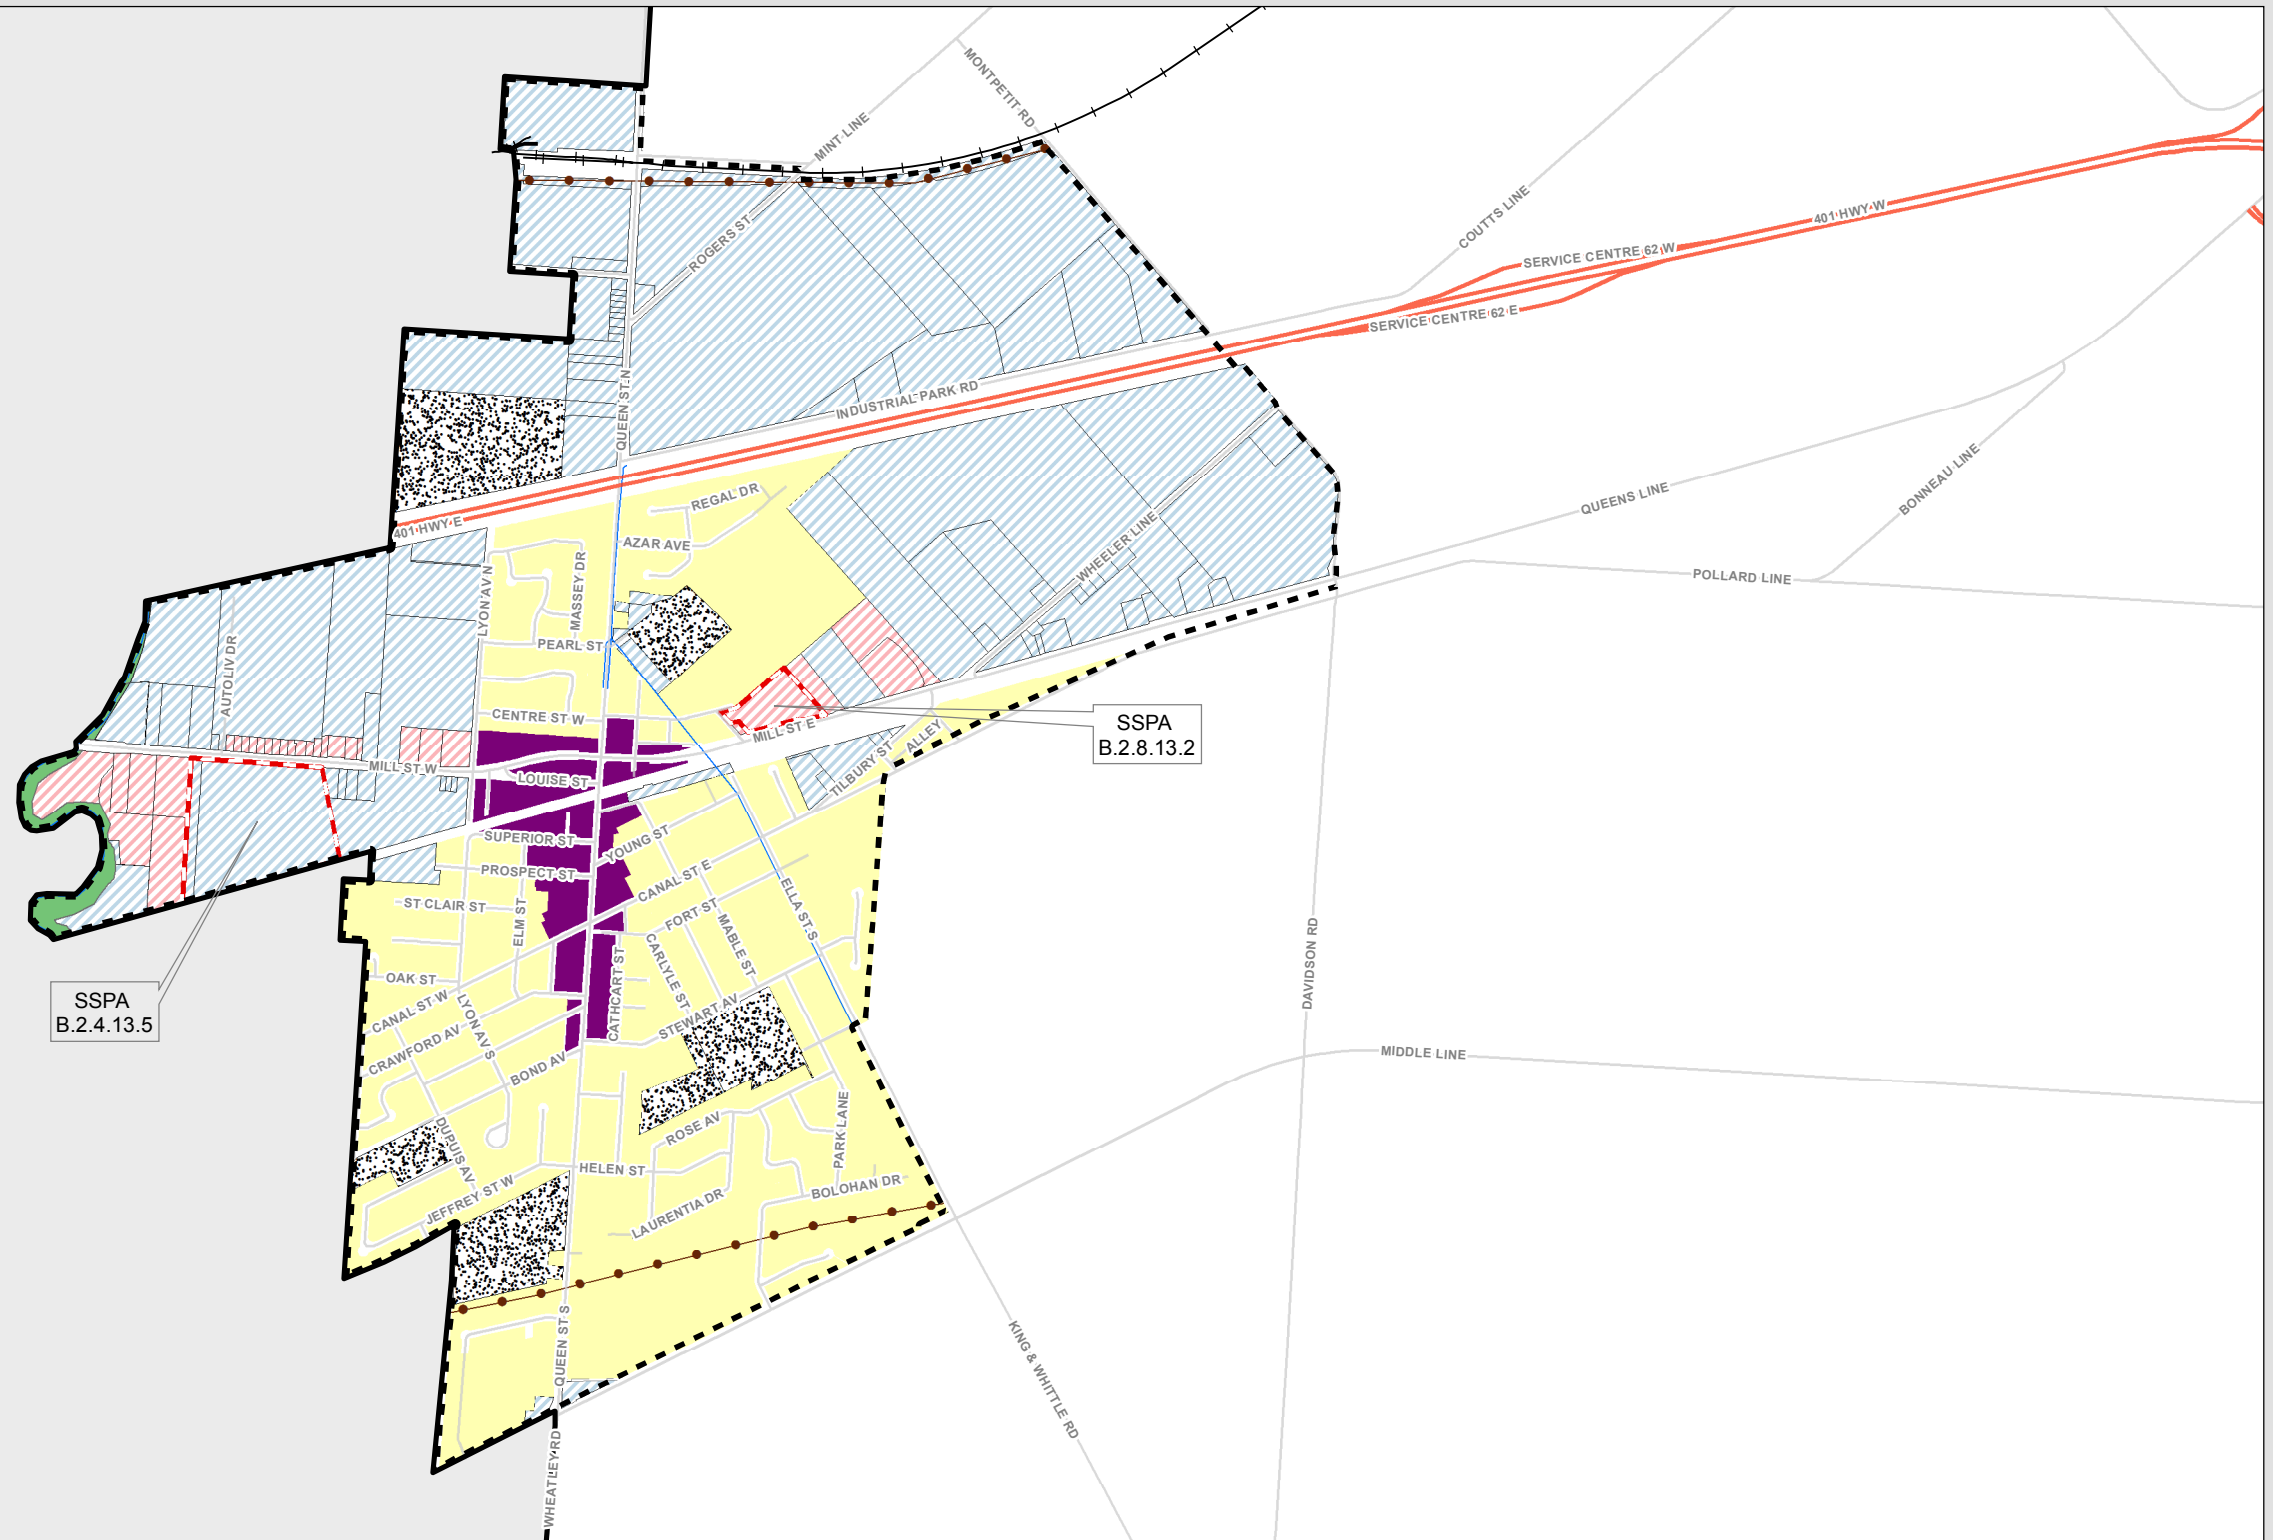 MONTPETIT RD
MINT LINE
ROGERS ST
COUTTS LINE
401 HWY W
SERVICE CENTRE 62 W
SERVICE CENTRE 62 E
QUEEN ST N
INDUSTRIAL PARK RD
BONNEAU LINE
QUEENS LINE
REGAL DR
401 HWY E
AZAR AVE
WHEELER LINE
POLLARD LINE
LYON AV N
MASSEY DR
PEARL ST
AUTOLIV DR
CENTRE ST W
MILL ST E
ALLEY
SSPA
B.2.8.13.2
TILBURY ST
MILL ST W
LOUISE ST
SUPERIOR ST
YOUNG ST
PROSPECT ST
CANAL ST E
ST CLAIR ST
ELM ST
FORT ST
ELLA ST S
MABLE ST
CARLYLE ST
CATHCART ST
DAVIDSON RD
OAK ST
SSPA
B.2.4.13.5
CANAL ST W
LYON AV S
STEWART AV
CRAWFORD AV
BOND AV
MIDDLE LINE
ROSE AV
PARK LANE
DUPUIS AV
HELEN ST
JEFFREY ST W
LAURENTIA DR
BOLOHAN DR
QUEEN ST S
KING & WHITTLE RD
WHEATLEY RD